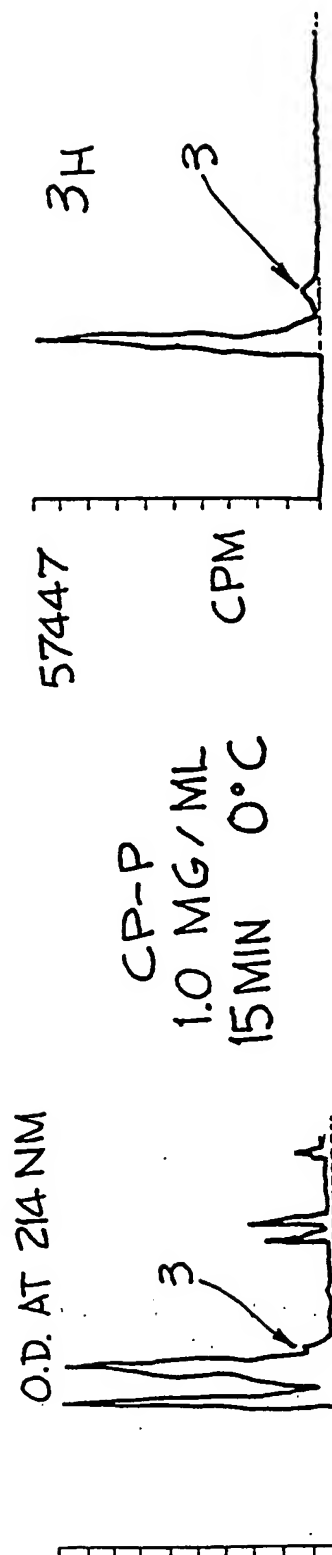 O.D. AT 214 NM
3
CP-P
1.0 MG/ML
15 MIN 0°C
57447
CPM
3H
3